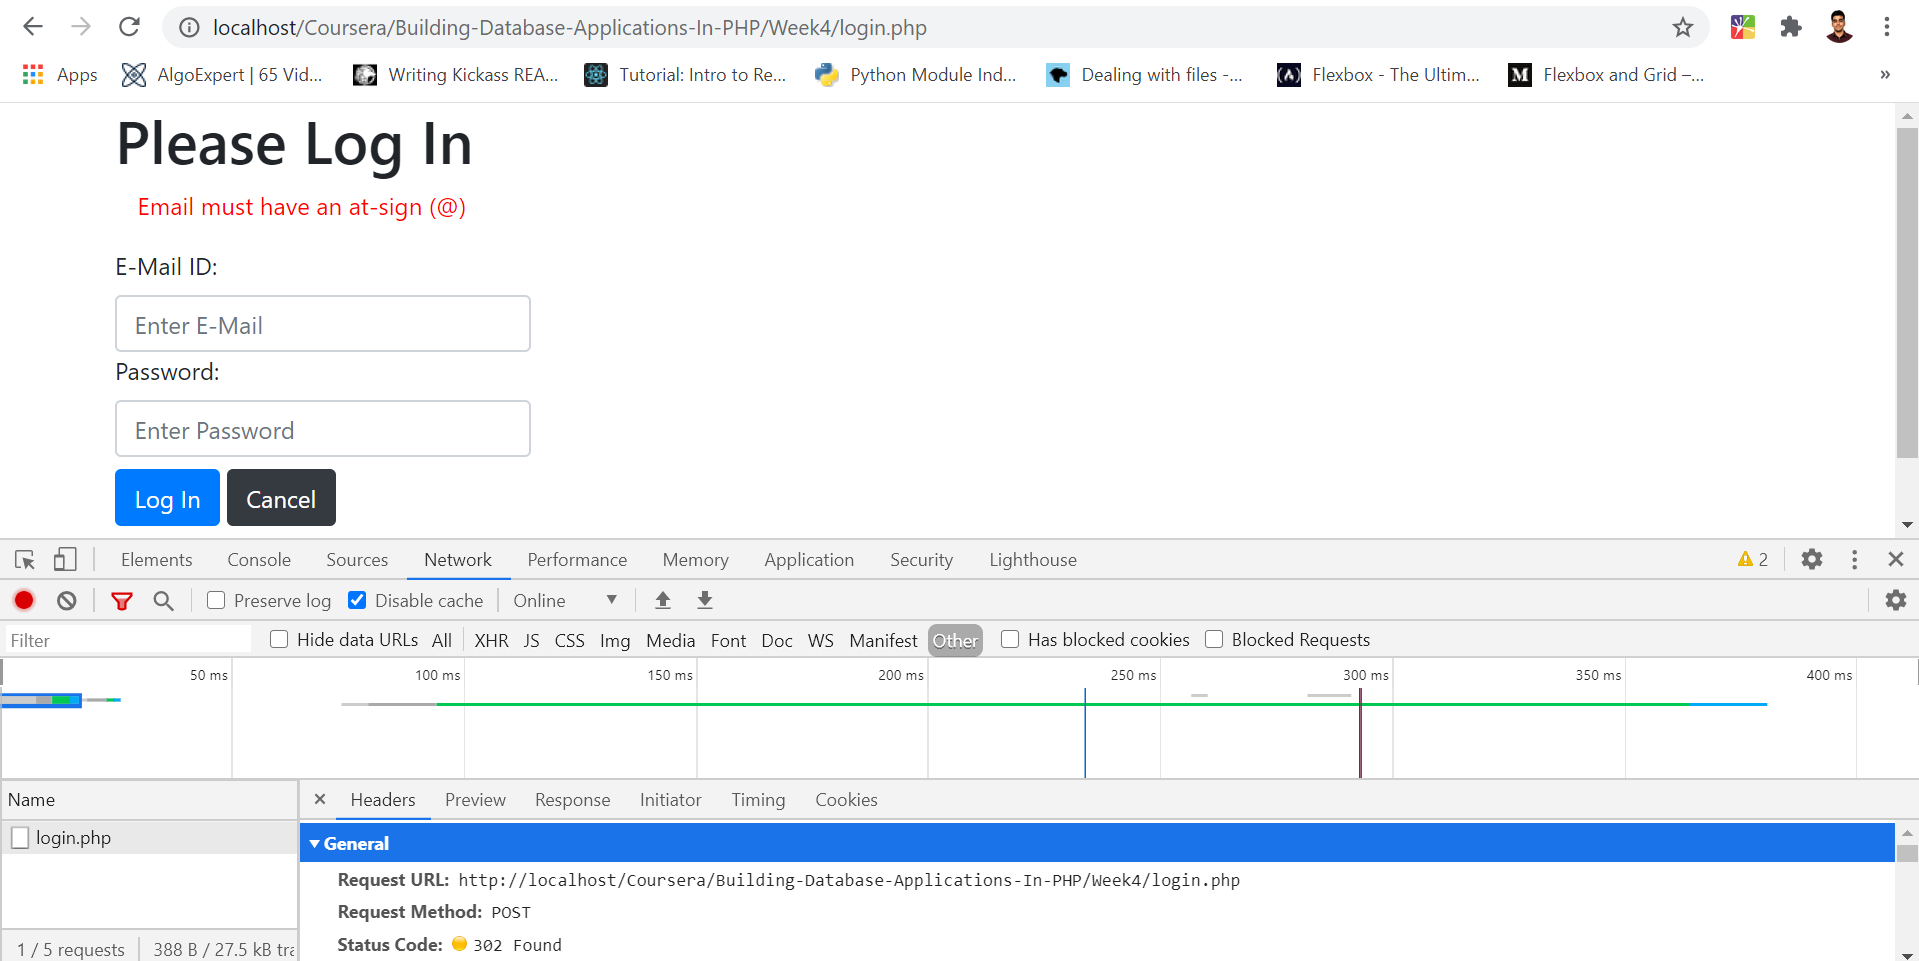 localhost/Coursera/Building-Database-Applications-In-PHP/Week4/login.php
Apps AlgoExpert | 65 Vid... Writing Kickass REA... Tutorial: Intro to Re... Python Module Ind... Dealing with files -... Flexbox - The Ultim... M Flexbox and Grid –... »
Please Log In
Email must have an at-sign (@)
E-Mail ID:
Enter E-Mail
Password:
Enter Password
Log In Cancel
Elements Console Sources Network Performance Memory Application Security Lighthouse 2
Preserve log Disable cache Online
Filter Hide data URLs All XHR JS CSS Img Media Font Doc WS Manifest Other Has blocked cookies Blocked Requests
50 ms 100 ms 150 ms 200 ms 250 ms 300 ms 350 ms 400 ms
Name Headers Preview Response Initiator Timing Cookies
login.php General
Request URL: http://localhost/Coursera/Building-Database-Applications-In-PHP/Week4/login.php
Request Method: POST
Status Code: 302 Found
1 / 5 requests 388 B / 27.5 kB tra